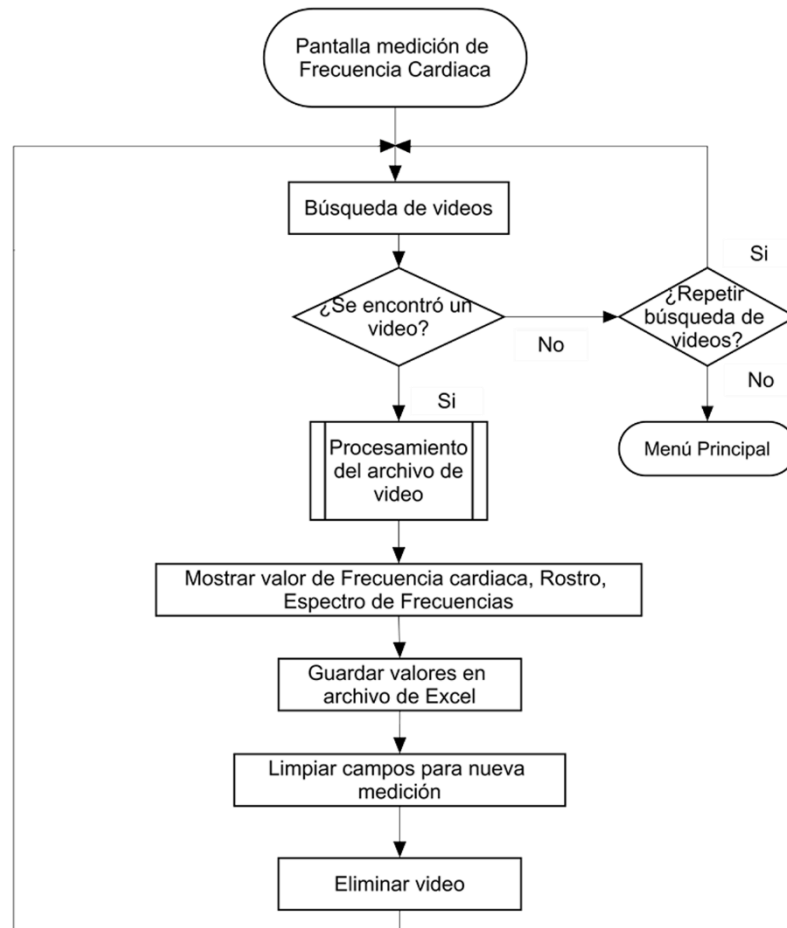 Pantalla medición de
Frecuencia Cardiaca
Búsqueda de videos
Si
¿Se encontró un
video?
¿Repetir
búsqueda de
videos?
No
No
Si
Menú Principal
Procesamiento
del archivo de
video
Mostrar valor de Frecuencia cardiaca, Rostro,
Espectro de Frecuencias
Guardar valores en
archivo de Excel
Limpiar campos para nueva
medición
Eliminar video